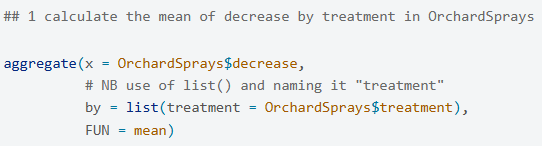 ## 1 calculate the mean of decrease by treatment in OrchardSprays
aggregate(x = OrchardSprays$decrease,
# NB use of list() and naming it "treatment"
by = list(treatment = OrchardSprays$treatment),
FUN = mean)